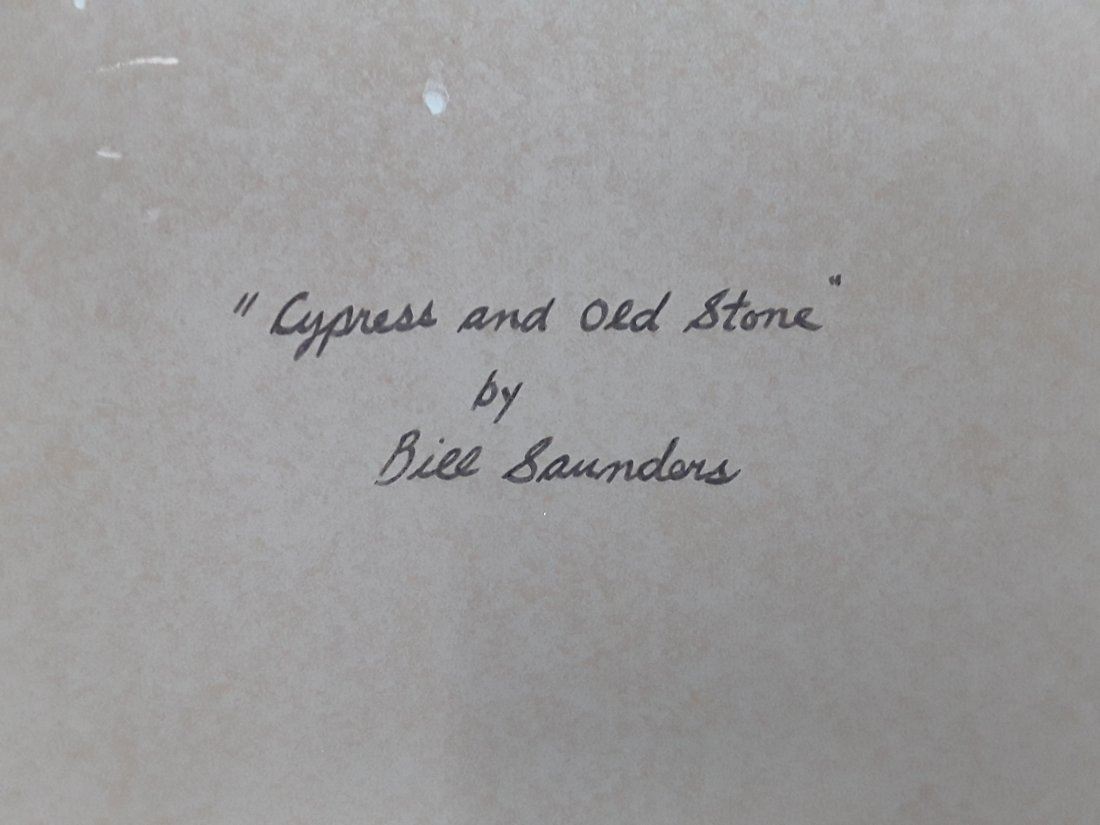 "Cypress and Old Stone"
by
Bill Saunders